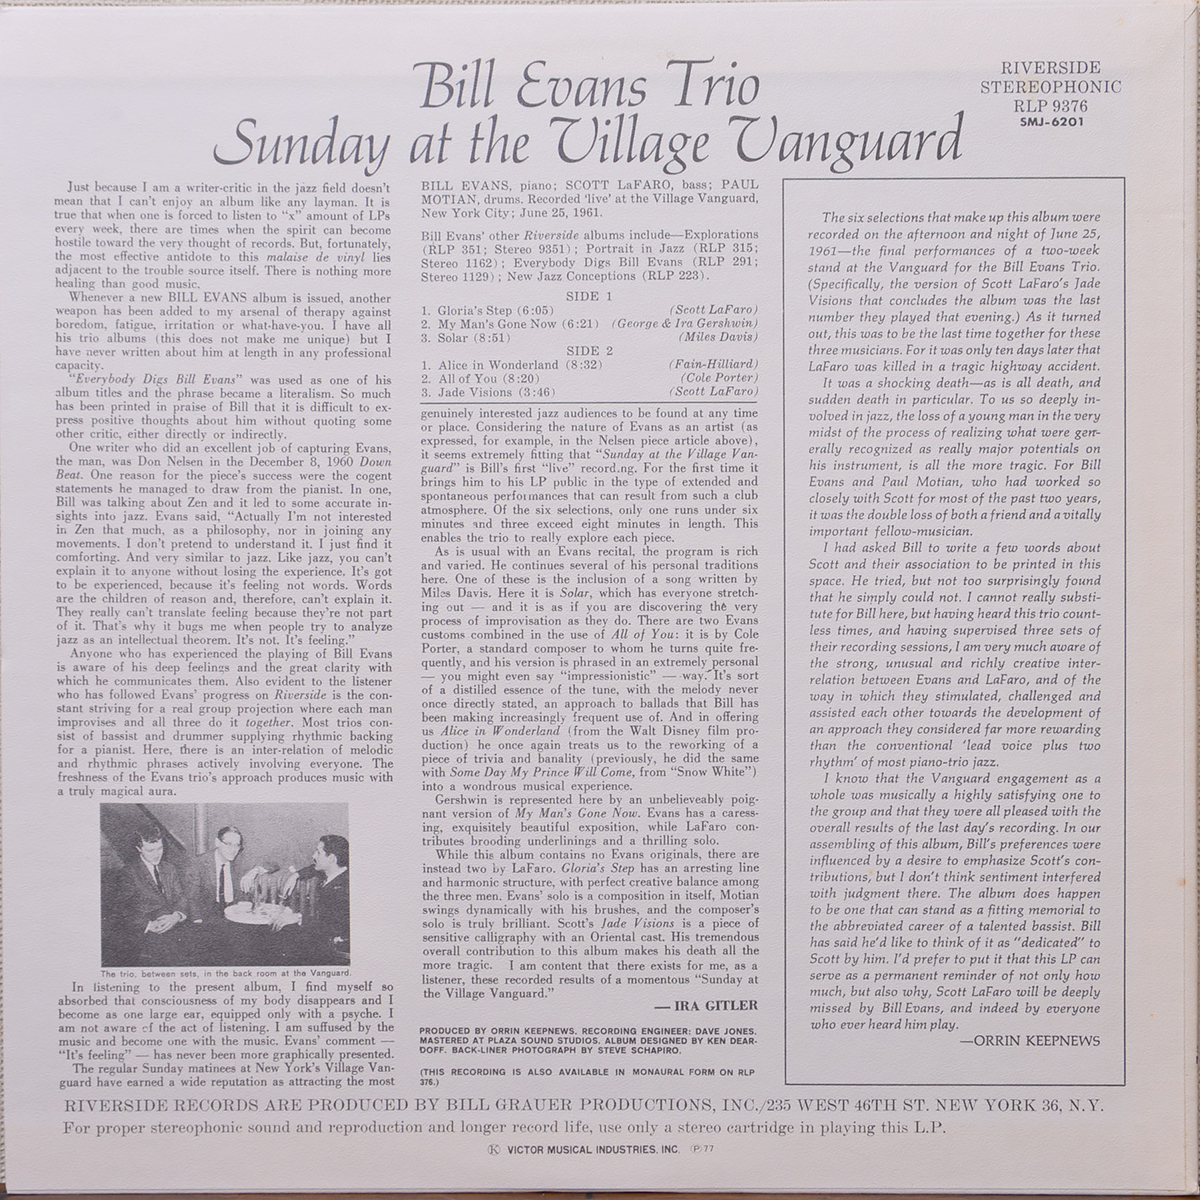 Bill Evans Trio
Sunday at the Village Vanguard
RIVERSIDE
STEREOPHONIC
RLP 9376
SMJ-6201
Just because I am a writer-critic in the jazz field doesn't
mean that I can't enjoy an album like any layman. It is
true that when one is forced to listen to "x" amount of LPs
every week, there are times when the spirit can become
hostile toward the very thought of records. But, fortunately,
the most effective antidote to this malaise de vinyl lies
adjacent to the trouble source itself. There is nothing more
healing than good music.
Whenever a new BILL EVANS album is issued, another
weapon has been added to my arsenal of therapy against
boredom, fatigue, irritation or what-have-you. I have all
his trio albums (this does not make me unique) but I
have never written about him at length in any professional
capacity.
"Everybody Digs Bill Evans" was used as one of his
album titles and the phrase became a literalism. So much
has been printed in praise of Bill that it is difficult to ex-
press positive thoughts about him without quoting some
other critic, either directly or indirectly.
One writer who did an excellent job of capturing Evans,
the man, was Don Nelsen in the December 8, 1960 Down
Beat. One reason for the piece's success were the cogent
statements he managed to draw from the pianist. In one,
Bill was talking about Zen and it led to some accurate in-
sights into jazz. Evans said, "Actually I'm not interested
in Zen that much, as a philosophy, nor in joining any
movements. I don't pretend to understand it. I just find it
comforting. And very similar to jazz. Like jazz, you can't
explain it to anyone without losing the experience. It's got
to be experienced, because it's feeling not words. Words
are the children of reason and, therefore, can't explain it.
They really can't translate feeling because they're not part
of it. That's why it bugs me when people try to analyze
jazz as an intellectual theorem. It's not. It's feeling."
Anyone who has experienced the playing of Bill Evans
is aware of his deep feelings and the great clarity with
which he communicates them. Also evident to the listener
who has followed Evans' progress on Riverside is the con-
stant striving for a real group projection where each man
improvises and all three do it together. Most trios con-
sist of bassist and drummer supplying rhythmic backing
for a pianist. Here, there is an inter-relation of melodic
and rhythmic phrases actively involving everyone. The
freshness of the Evans trio's approach produces music with
a truly magical aura.
The trio, between sets, in the back room at the Vanguard.
In listening to the present album, I find myself so
absorbed that consciousness of my body disappears and I
become as one large ear, equipped only with a psyche. I
am not aware of the act of listening. I am suffused by the
music and become one with the music. Evans' comment —
"It's feeling" — has never been more graphically presented.
The regular Sunday matinees at New York's Village Van-
guard have earned a wide reputation as attracting the most
BILL EVANS, piano; SCOTT LaFARO, bass; PAUL
MOTIAN, drums. Recorded 'live' at the Village Vanguard,
New York City; June 25, 1961.
Bill Evans' other Riverside albums include—Explorations
(RLP 351; Stereo 9351); Portrait in Jazz (RLP 315;
Stereo 1162); Everybody Digs Bill Evans (RLP 291;
Stereo 1129); New Jazz Conceptions (RLP 223).
SIDE 1
1. Gloria's Step (6:05) (Scott LaFaro)
2. My Man's Gone Now (6:21) (George & Ira Gershwin)
3. Solar (8:51) (Miles Davis)
SIDE 2
1. Alice in Wonderland (8:32) (Fain-Hilliard)
2. All of You (8:20) (Cole Porter)
3. Jade Visions (3:46) (Scott LaFaro)
genuinely interested jazz audiences to be found at any time
or place. Considering the nature of Evans as an artist (as
expressed, for example, in the Nelsen piece article above),
it seems extremely fitting that "Sunday at the Village Van-
guard" is Bill's first "live" record.ng. For the first time it
brings him to his LP public in the type of extended and
spontaneous performances that can result from such a club
atmosphere. Of the six selections, only one runs under six
minutes and three exceed eight minutes in length. This
enables the trio to really explore each piece.
As is usual with an Evans recital, the program is rich
and varied. He continues several of his personal traditions
here. One of these is the inclusion of a song written by
Miles Davis. Here it is Solar, which has everyone stretch-
ing out — and it is as if you are discovering the very
process of improvisation as they do. There are two Evans
customs combined in the use of All of You: it is by Cole
Porter, a standard composer to whom he turns quite fre-
quently, and his version is phrased in an extremely personal
— you might even say "impressionistic" — way. It's sort
of a distilled essence of the tune, with the melody never
once directly stated, an approach to ballads that Bill has
been making increasingly frequent use of. And in offering
us Alice in Wonderland (from the Walt Disney film pro-
duction) he once again treats us to the reworking of a
piece of trivia and banality (previously, he did the same
with Some Day My Prince Will Come, from "Snow White")
into a wondrous musical experience.
Gershwin is represented here by an unbelieveably poig-
nant version of My Man's Gone Now. Evans has a caress-
ing, exquisitely beautiful exposition, while LaFaro con-
tributes brooding underlinings and a thrilling solo.
While this album contains no Evans originals, there are
instead two by LaFaro. Gloria's Step has an arresting line
and harmonic structure, with perfect creative balance among
the three men. Evans' solo is a composition in itself, Motian
swings dynamically with his brushes, and the composer's
solo is truly brilliant. Scott's Jade Visions is a piece of
sensitive calligraphy with an Oriental cast. His tremendous
overall contribution to this album makes his death all the
more tragic. I am content that there exists for me, as a
listener, these recorded results of a momentous "Sunday at
the Village Vanguard."
— IRA GITLER
PRODUCED BY ORRIN KEEPNEWS. RECORDING ENGINEER: DAVE JONES.
MASTERED AT PLAZA SOUND STUDIOS. ALBUM DESIGNED BY KEN DEAR-
DOFF. BACK-LINER PHOTOGRAPH BY STEVE SCHAPIRO.
(THIS RECORDING IS ALSO AVAILABLE IN MONAURAL FORM ON RLP
376.)
The six selections that make up this album were
recorded on the afternoon and night of June 25,
1961—the final performances of a two-week
stand at the Vanguard for the Bill Evans Trio.
(Specifically, the version of Scott LaFaro's Jade
Visions that concludes the album was the last
number they played that evening.) As it turned
out, this was to be the last time together for these
three musicians. For it was only ten days later that
LaFaro was killed in a tragic highway accident.
It was a shocking death—as is all death, and
sudden death in particular. To us so deeply in-
volved in jazz, the loss of a young man in the very
midst of the process of realizing what were gen-
erally recognized as really major potentials on
his instrument, is all the more tragic. For Bill
Evans and Paul Motian, who had worked so
closely with Scott for most of the past two years,
it was the double loss of both a friend and a vitally
important fellow-musician.
I had asked Bill to write a few words about
Scott and their association to be printed in this
space. He tried, but not too surprisingly found
that he simply could not. I cannot really substi-
tute for Bill here, but having heard this trio count-
less times, and having supervised three sets of
their recording sessions, I am very much aware of
the strong, unusual and richly creative inter-
relation between Evans and LaFaro, and of the
way in which they stimulated, challenged and
assisted each other towards the development of
an approach they considered far more rewarding
than the conventional 'lead voice plus two
rhythm' of most piano-trio jazz.
I know that the Vanguard engagement as a
whole was musically a highly satisfying one to
the group and that they were all pleased with the
overall results of the last day's recording. In our
assembling of this album, Bill's preferences were
influenced by a desire to emphasize Scott's con-
tributions, but I don't think sentiment interfered
with judgment there. The album does happen
to be one that can stand as a fitting memorial to
the abbreviated career of a talented bassist. Bill
has said he'd like to think of it as "dedicated" to
Scott by him. I'd prefer to put it that this LP can
serve as a permanent reminder of not only how
much, but also why, Scott LaFaro will be deeply
missed by Bill Evans, and indeed by everyone
who ever heard him play.
—ORRIN KEEPNEWS
RIVERSIDE RECORDS ARE PRODUCED BY BILL GRAUER PRODUCTIONS, INC./235 WEST 46TH ST. NEW YORK 36, N.Y.
For proper stereophonic sound and reproduction and longer record life, use only a stereo cartridge in playing this L.P.
Ⓚ VICTOR MUSICAL INDUSTRIES. INC. Ⓟ77